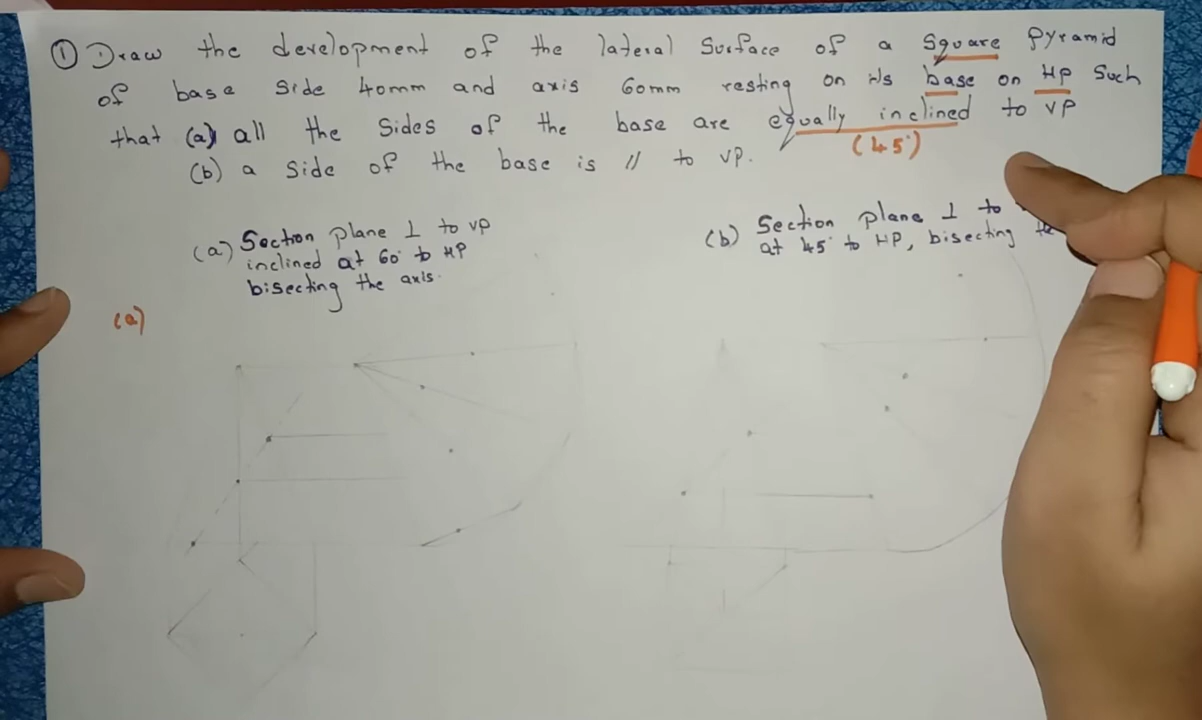 ① Draw the development of the lateral Surface of a Square Pyramid
of base Side 40mm and axis 60mm resting on its base on HP Such
that (a) all the Sides of the base are equally inclined to VP
(45°)
(b) a Side of the base is // to VP.
(a) Section plane ⊥ to VP
inclined at 60° to HP
bisecting the axis.
(b) Section plane ⊥ to
at 45° to HP, bisecting
(a)